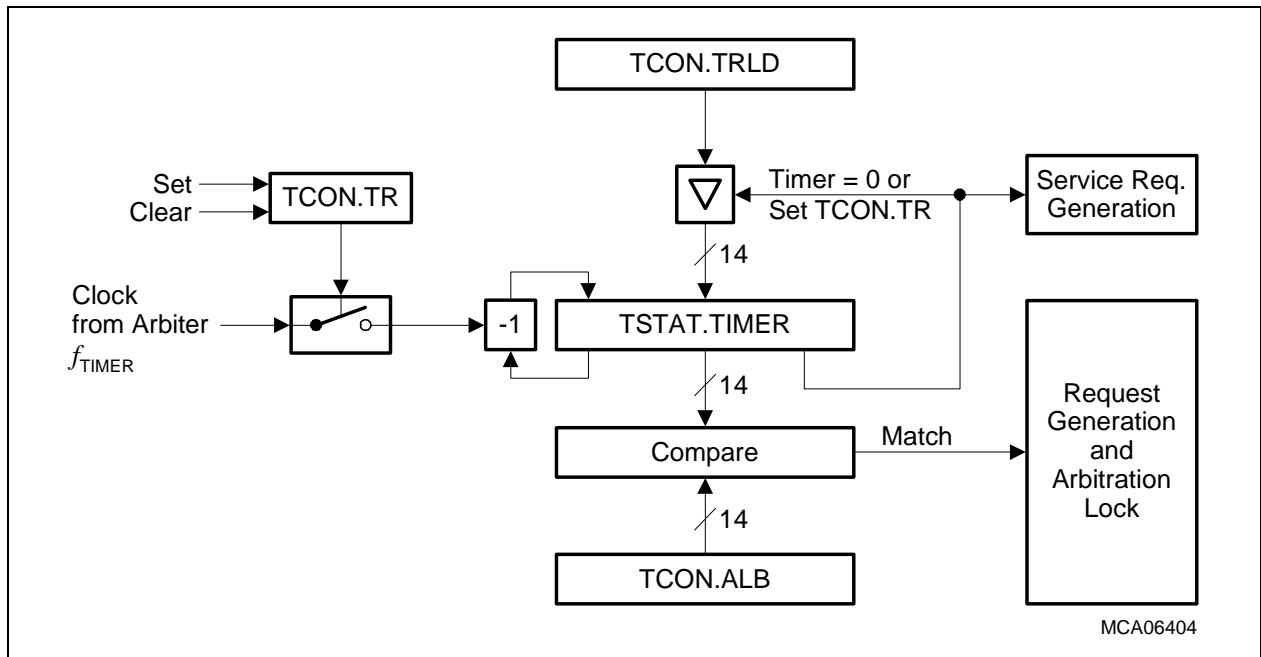 TCON.TRLD
Set
Clear
TCON.TR
Timer = 0 or
Set TCON.TR
Service Req.
Generation
14
Clock
from Arbiter
fTIMER
-1
TSTAT.TIMER
14
Compare
Match
Request
Generation
and
Arbitration
Lock
14
TCON.ALB
MCA06404